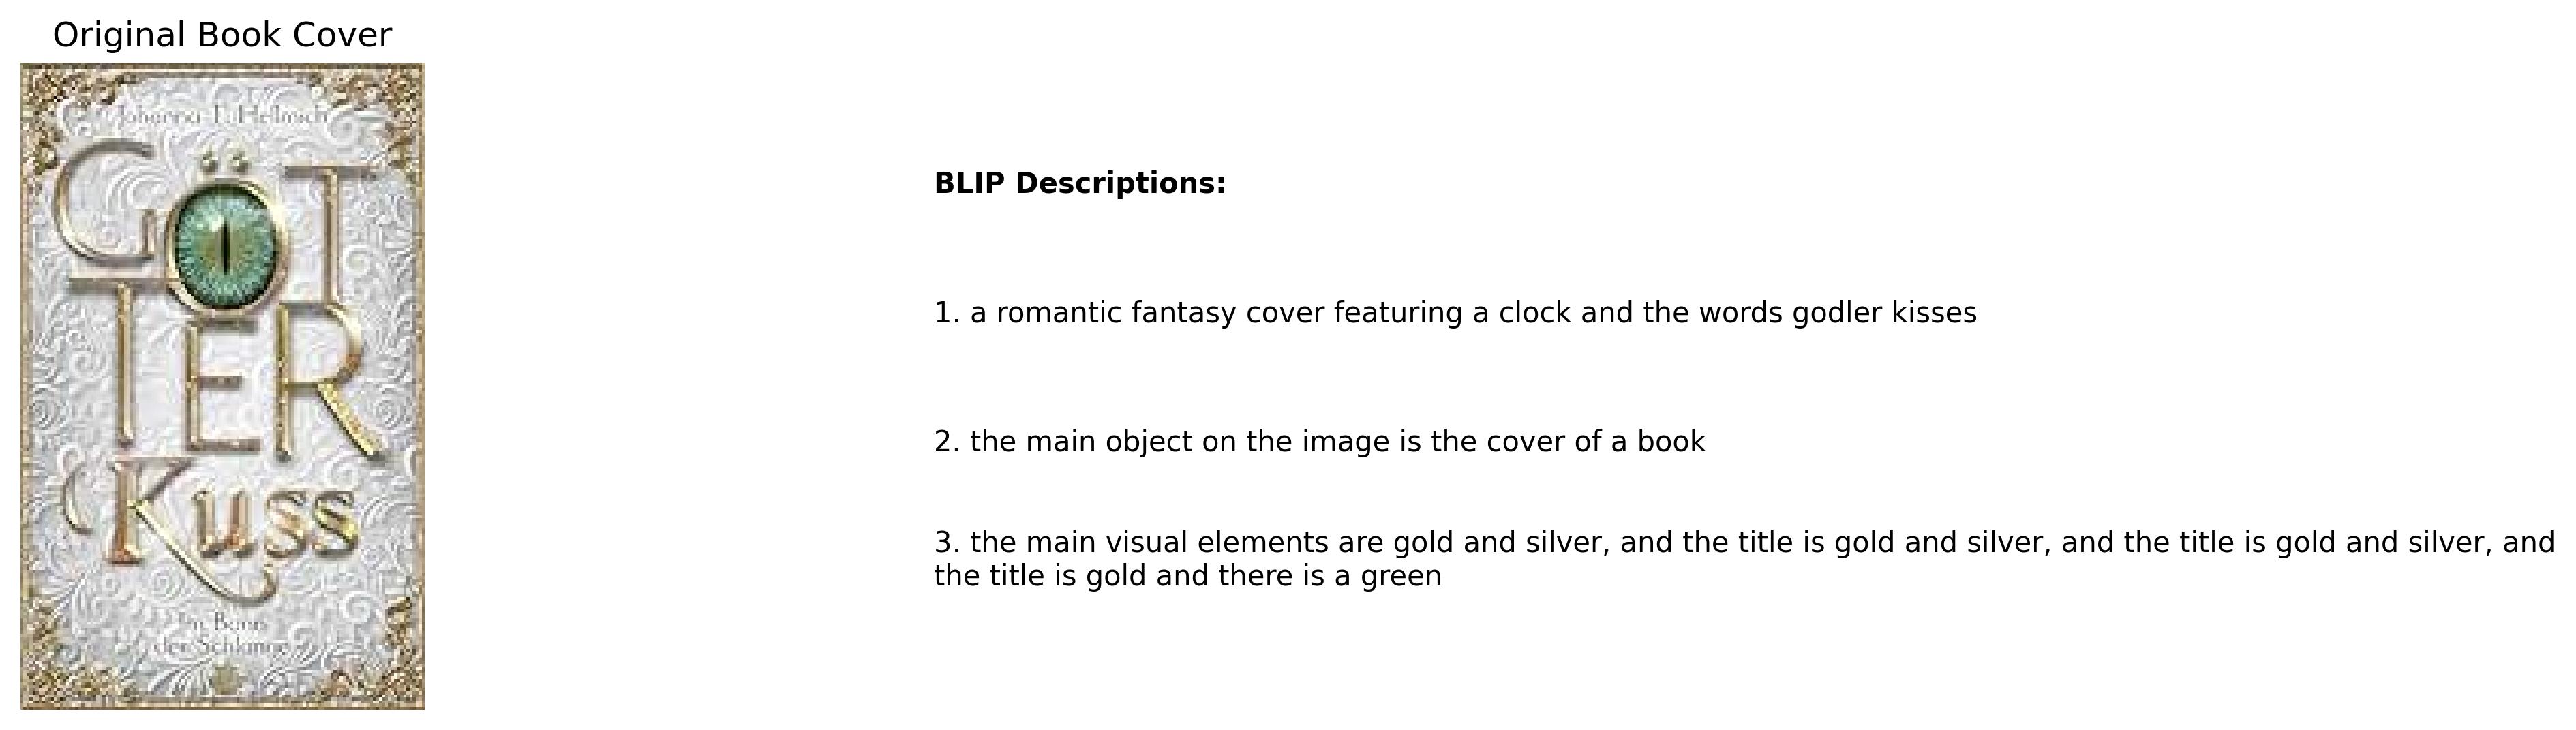 Original Book Cover
Johanna T. Hellmich
GÖT
TER
Kuss
Im Bann
der Schlange
BLIP Descriptions:
1. a romantic fantasy cover featuring a clock and the words godler kisses
2. the main object on the image is the cover of a book
3. the main visual elements are gold and silver, and the title is gold and silver, and the title is gold and silver, and
the title is gold and there is a green